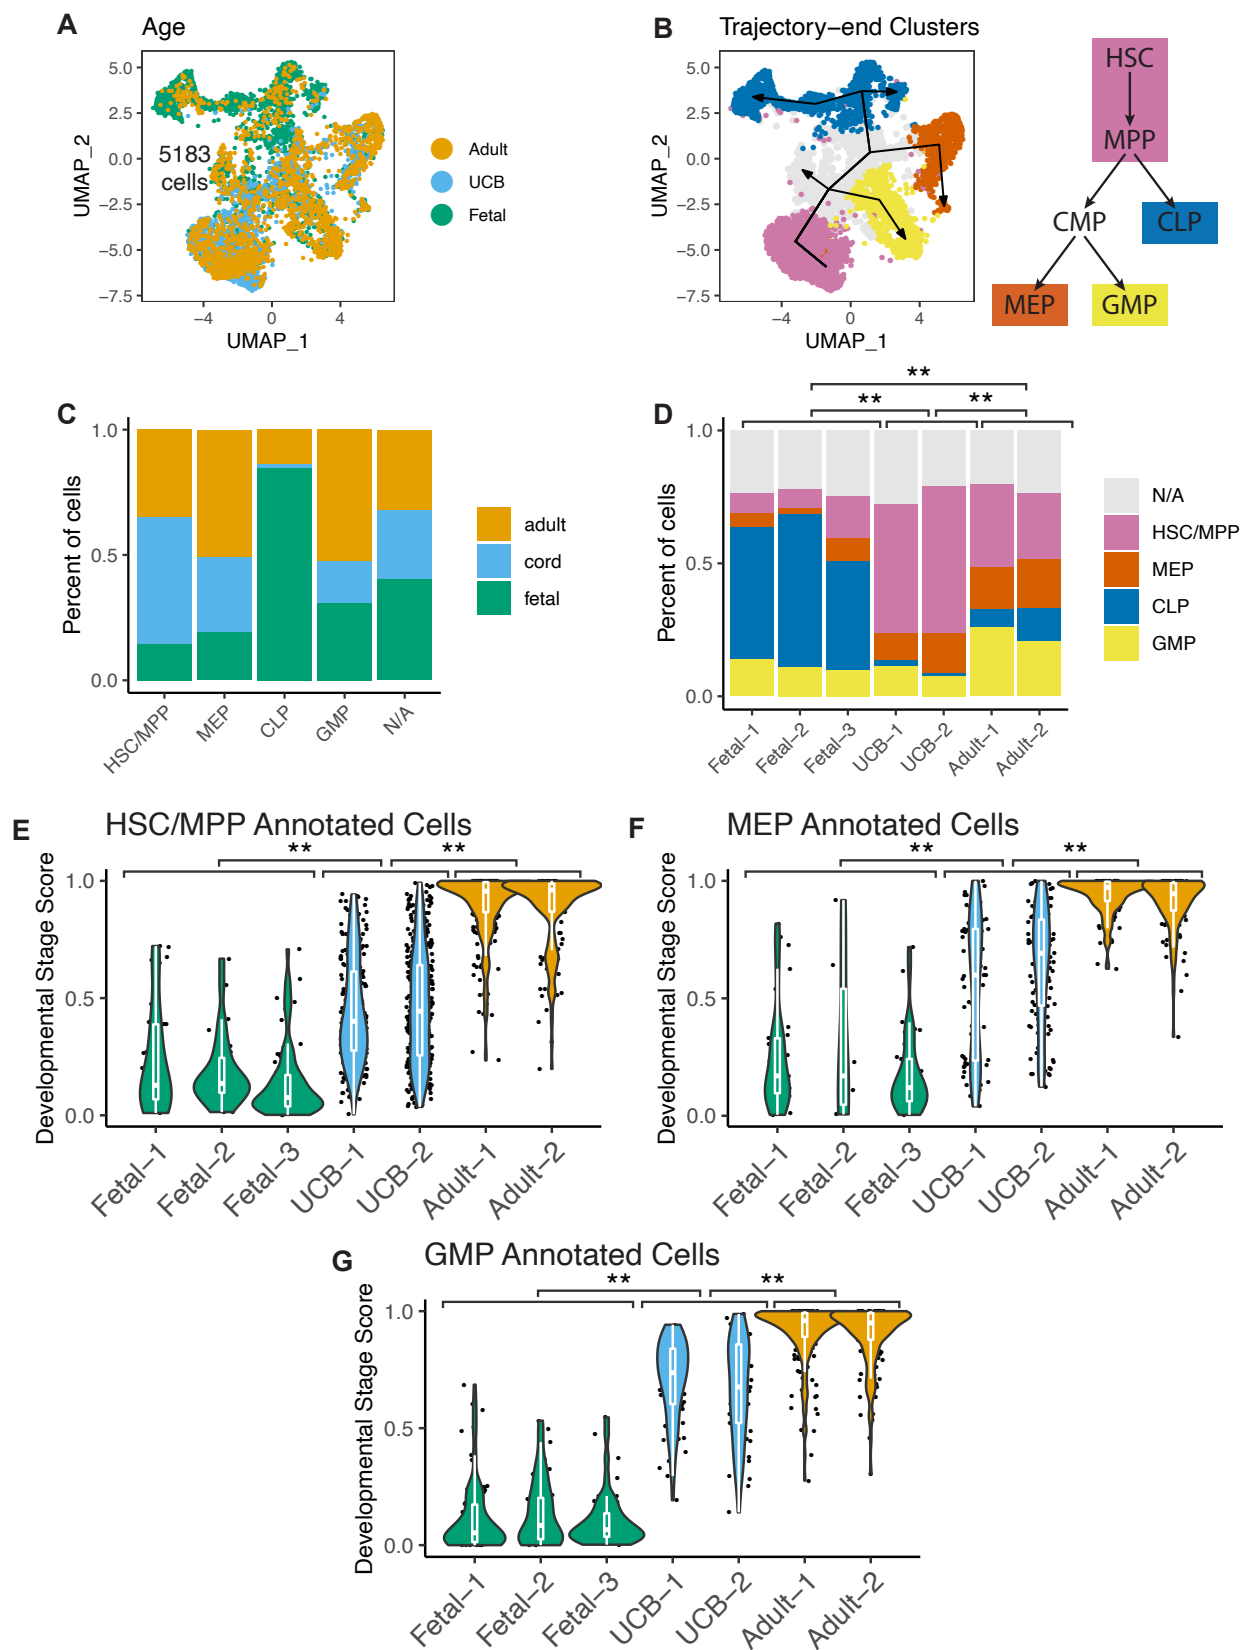 A
Age
5.0
2.5
0.0
−2.5
−5.0
−7.5
UMAP_2
5183
cells
−4
0
4
UMAP_1
Adult
UCB
Fetal
B
Trajectory−end Clusters
5.0
2.5
0.0
−2.5
−5.0
−7.5
UMAP_2
−4
0
4
UMAP_1
HSC
MPP
CMP
CLP
MEP
GMP
C
1.0
0.5
0.0
Percent of cells
HSC/MPP
MEP
CLP
GMP
N/A
adult
cord
fetal
D
**
**
**
1.0
0.5
0.0
Percent of cells
Fetal−1
Fetal−2
Fetal−3
UCB−1
UCB−2
Adult−1
Adult−2
N/A
HSC/MPP
MEP
CLP
GMP
E
HSC/MPP Annotated Cells
**
**
1.0
0.5
0.0
Developmental Stage Score
Fetal−1
Fetal−2
Fetal−3
UCB−1
UCB−2
Adult−1
Adult−2
F
MEP Annotated Cells
**
**
1.0
0.5
0.0
Developmental Stage Score
Fetal−1
Fetal−2
Fetal−3
UCB−1
UCB−2
Adult−1
Adult−2
G
GMP Annotated Cells
**
**
1.0
0.5
0.0
Developmental Stage Score
Fetal−1
Fetal−2
Fetal−3
UCB−1
UCB−2
Adult−1
Adult−2